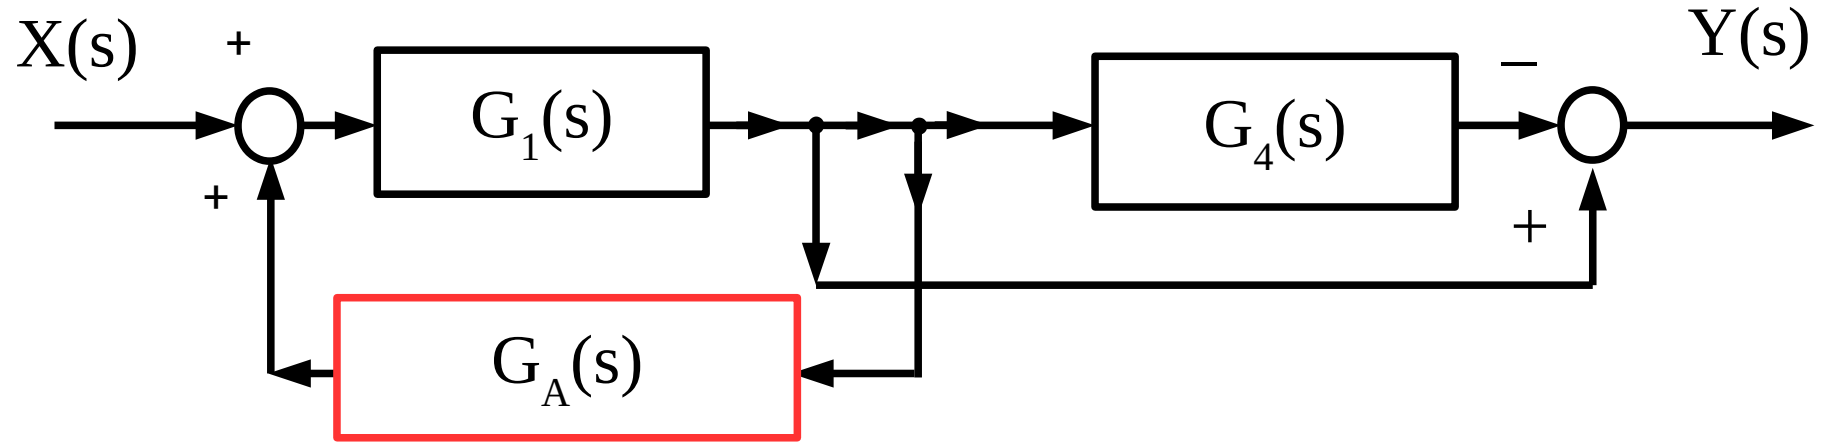 X(s)
+
G1(s)
G4(s)
−
Y(s)
+
+
GA(s)